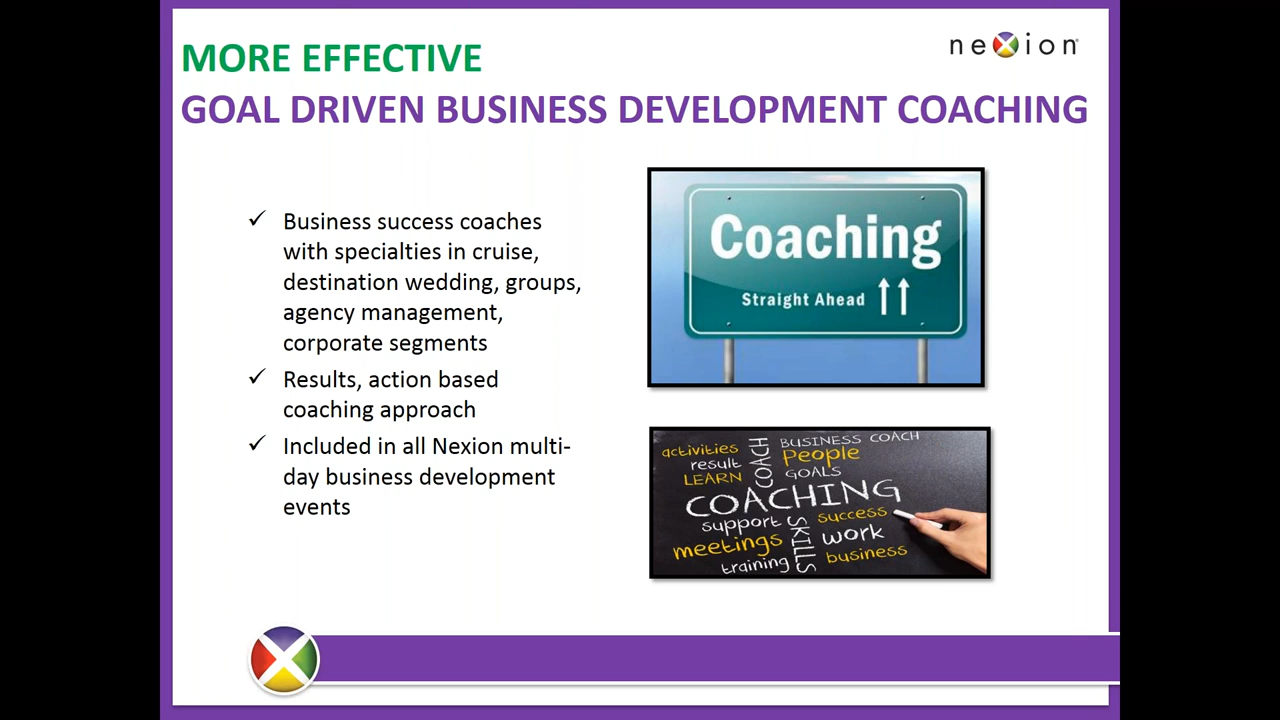 MORE EFFECTIVE
GOAL DRIVEN BUSINESS DEVELOPMENT COACHING
nexion
✓ Business success coaches
with specialties in cruise,
destination wedding, groups,
agency management,
corporate segments
✓ Results, action based
coaching approach
✓ Included in all Nexion multi-
day business development
events
Coaching
Straight Ahead
activities
result
LEARN
COACH
BUSINESS COACH
People
GOALS
COACHING
support
SKILLS
success
meetings
work
training
business